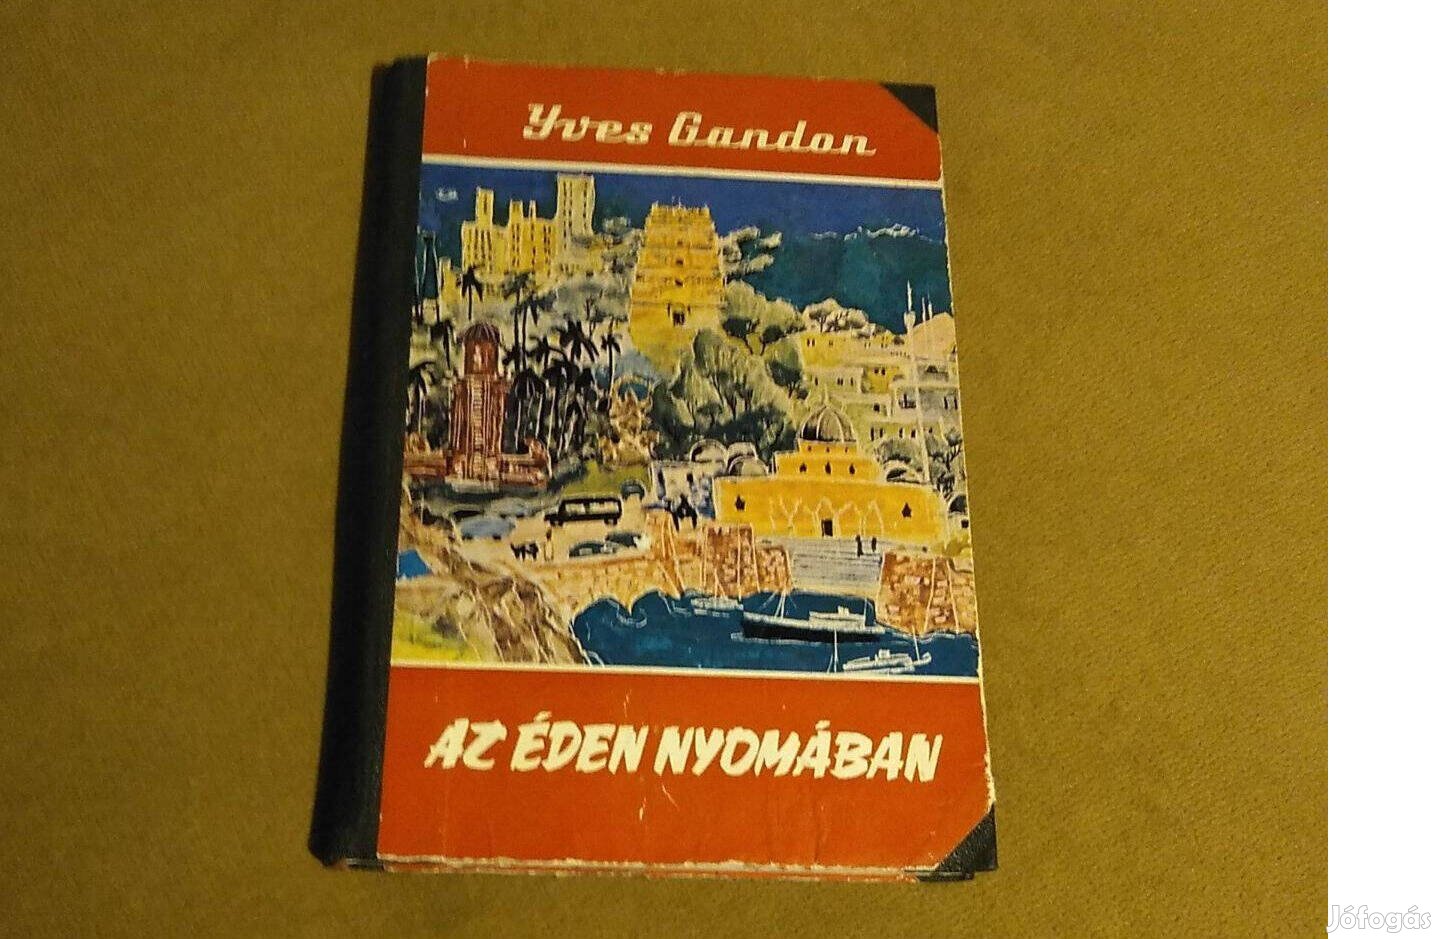 Yves Gandon
AZ ÉDEN NYOMÁBAN
Jófogás